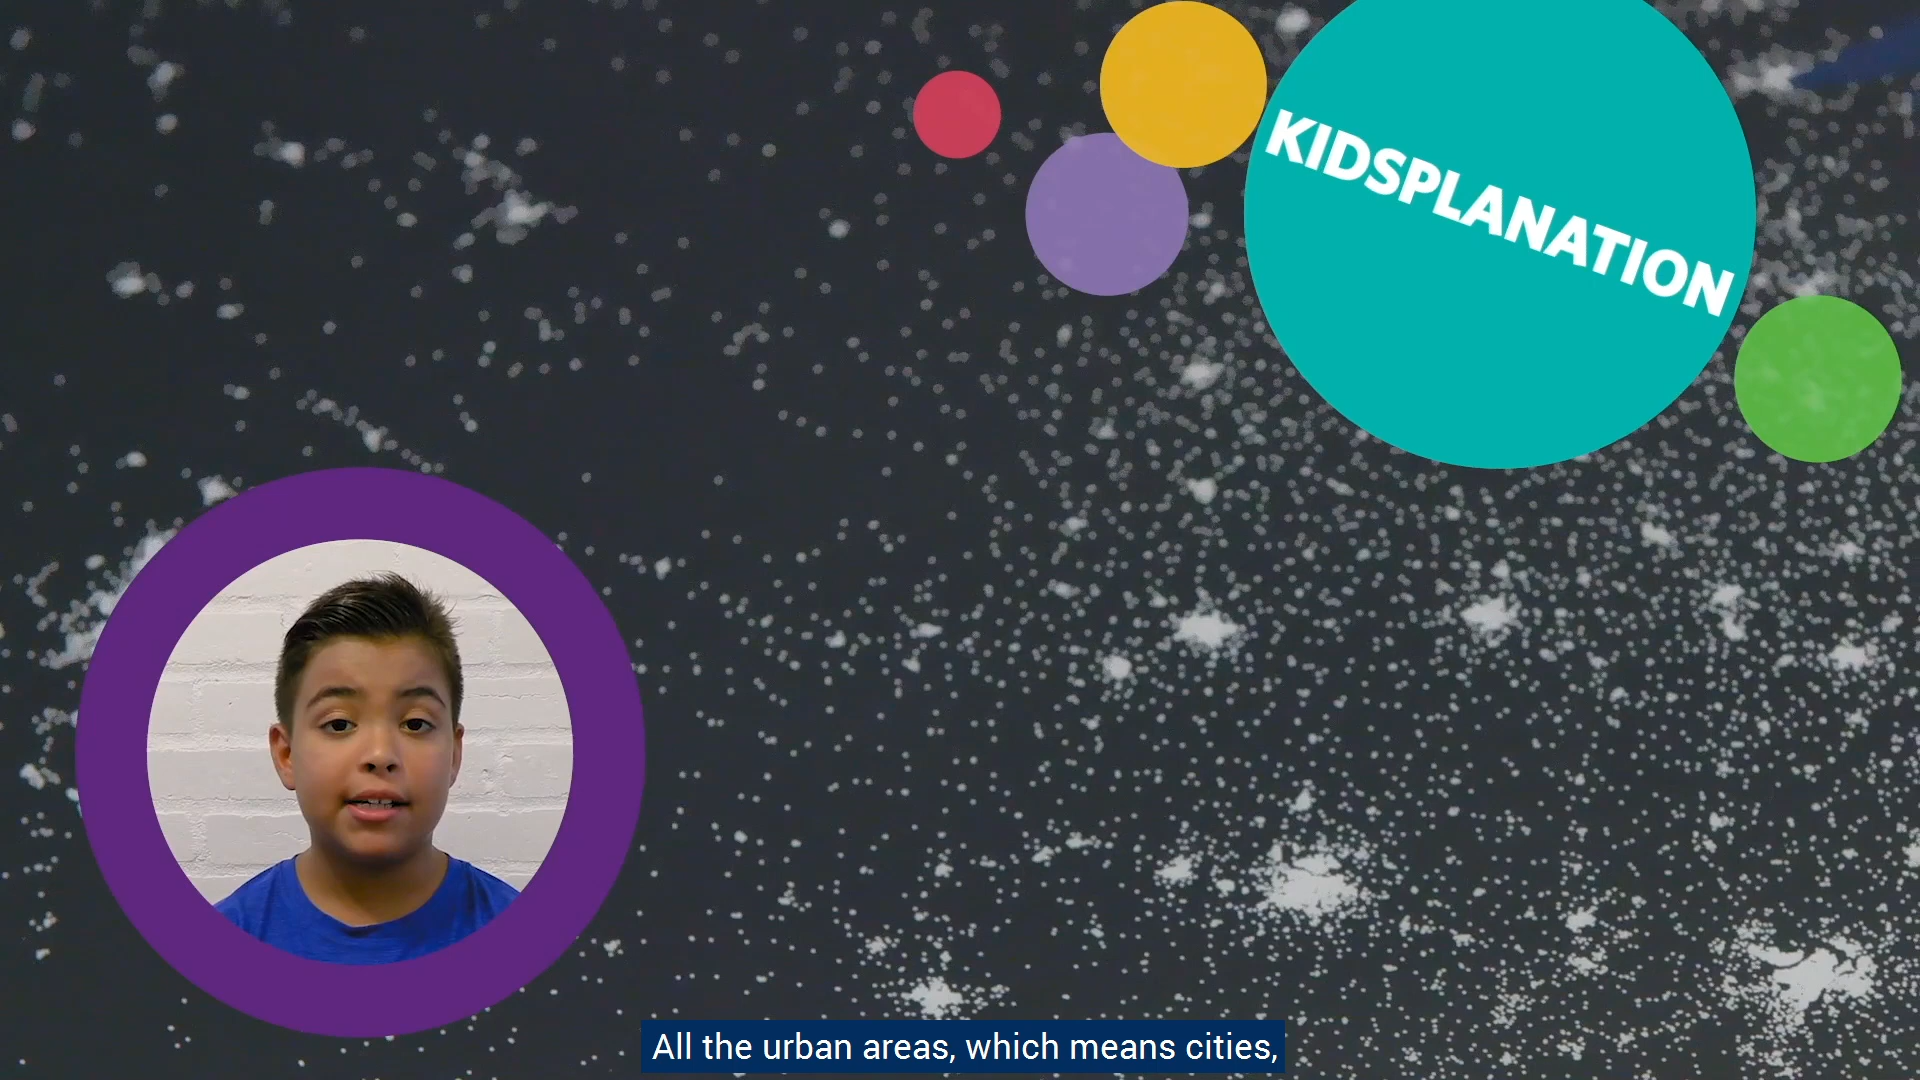 KIDSPLANATION
All the urban areas, which means cities,